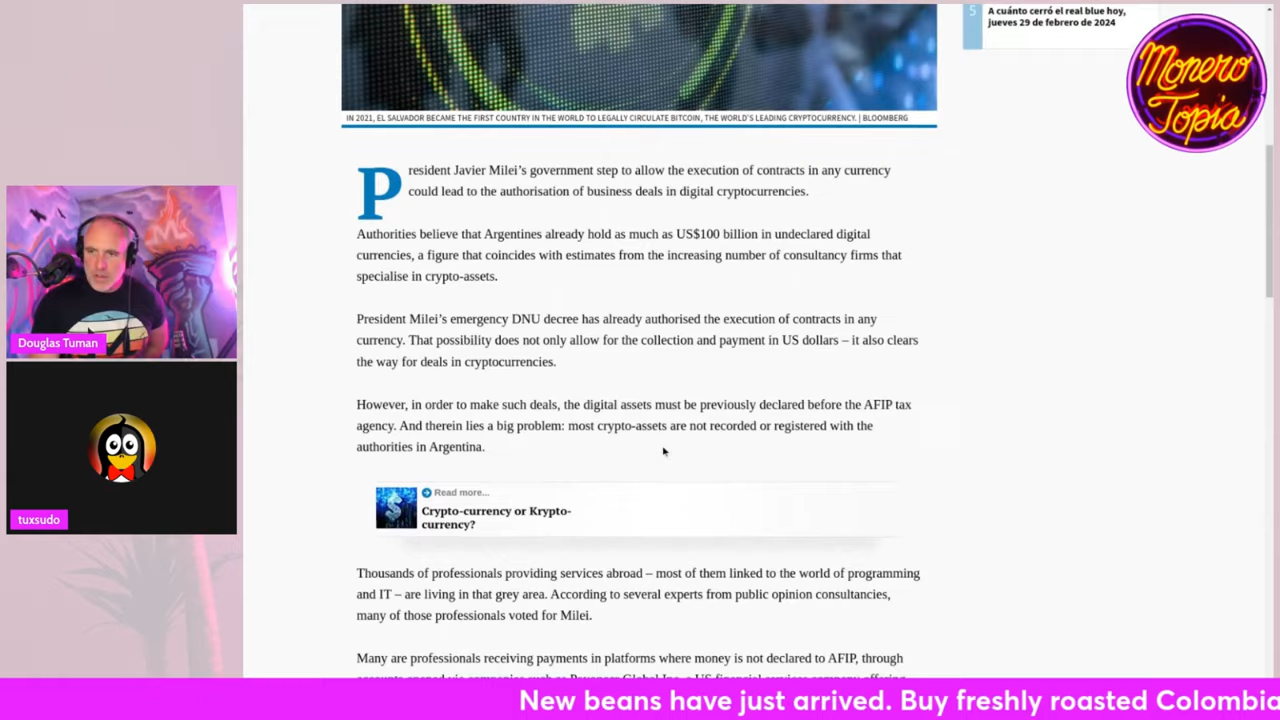 5
A cuánto cerró el real blue hoy,
jueves 29 de febrero de 2024
Monero
Topia
IN 2021, EL SALVADOR BECAME THE FIRST COUNTRY IN THE WORLD TO LEGALLY CIRCULATE BITCOIN, THE WORLD'S LEADING CRYPTOCURRENCY. | BLOOMBERG
President Javier Milei's government step to allow the execution of contracts in any currency
could lead to the authorisation of business deals in digital cryptocurrencies.
Authorities believe that Argentines already hold as much as US$100 billion in undeclared digital
currencies, a figure that coincides with estimates from the increasing number of consultancy firms that
specialise in crypto-assets.
President Milei's emergency DNU decree has already authorised the execution of contracts in any
currency. That possibility does not only allow for the collection and payment in US dollars – it also clears
the way for deals in cryptocurrencies.
However, in order to make such deals, the digital assets must be previously declared before the AFIP tax
agency. And therein lies a big problem: most crypto-assets are not recorded or registered with the
authorities in Argentina.
Read more...
Crypto-currency or Krypto-
currency?
Thousands of professionals providing services abroad – most of them linked to the world of programming
and IT – are living in that grey area. According to several experts from public opinion consultancies,
many of those professionals voted for Milei.
Many are professionals receiving payments in platforms where money is not declared to AFIP, through
Douglas Tuman
tuxsudo
New beans have just arrived. Buy freshly roasted Colombia